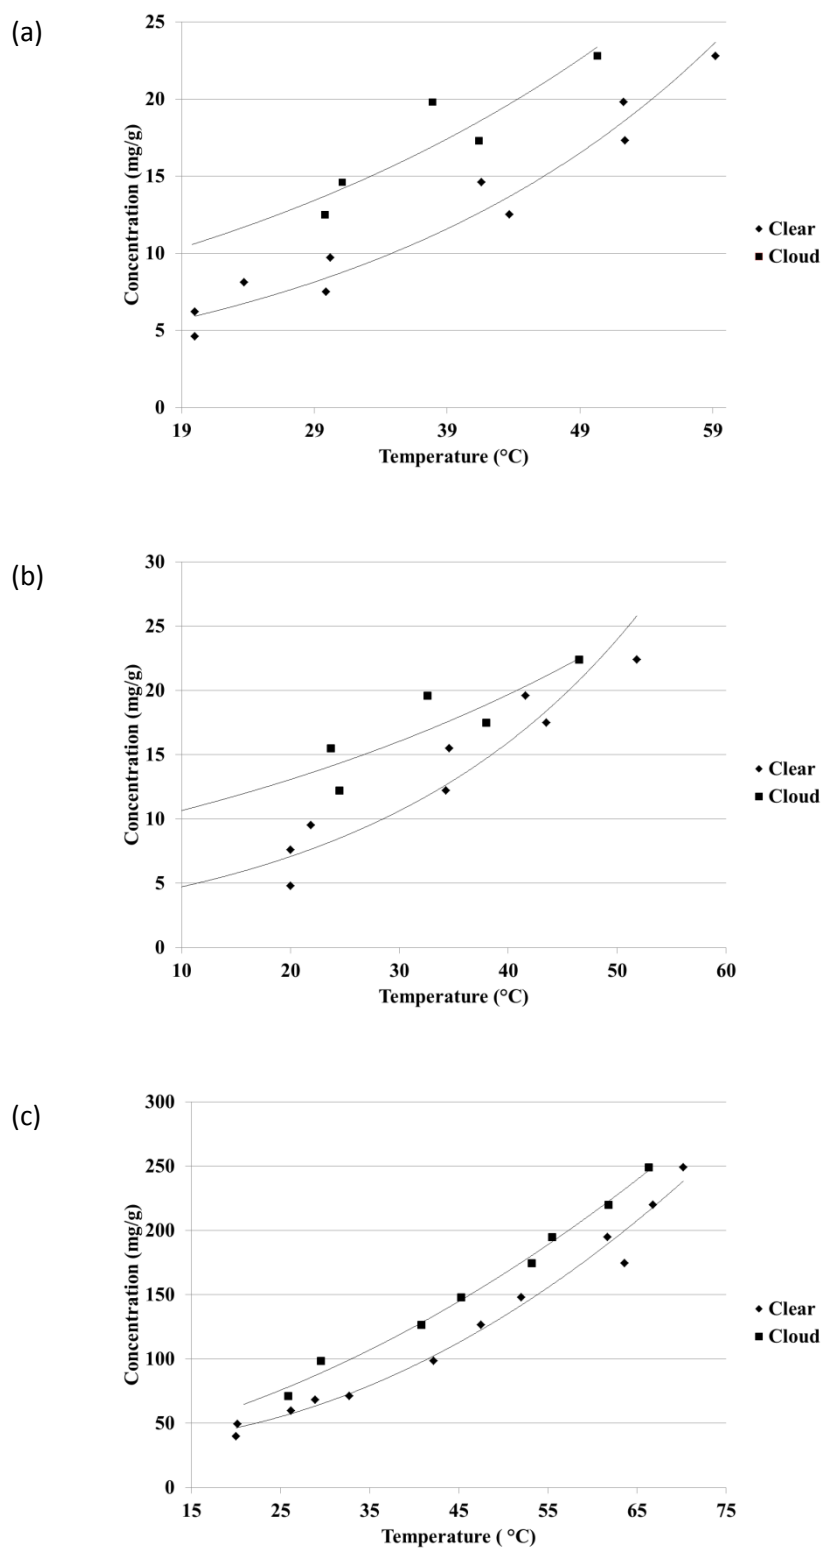 (a)
25
20
15
10
5
0
Concentration (mg/g)
19 29 39 49 59
Temperature (°C)
Clear
Cloud
(b)
30
25
20
15
10
5
0
Concentration (mg/g)
10 20 30 40 50 60
Temperature (°C)
Clear
Cloud
(c)
300
250
200
150
100
50
0
Concentration (mg/g)
15 25 35 45 55 65 75
Temperature ( °C)
Clear
Cloud